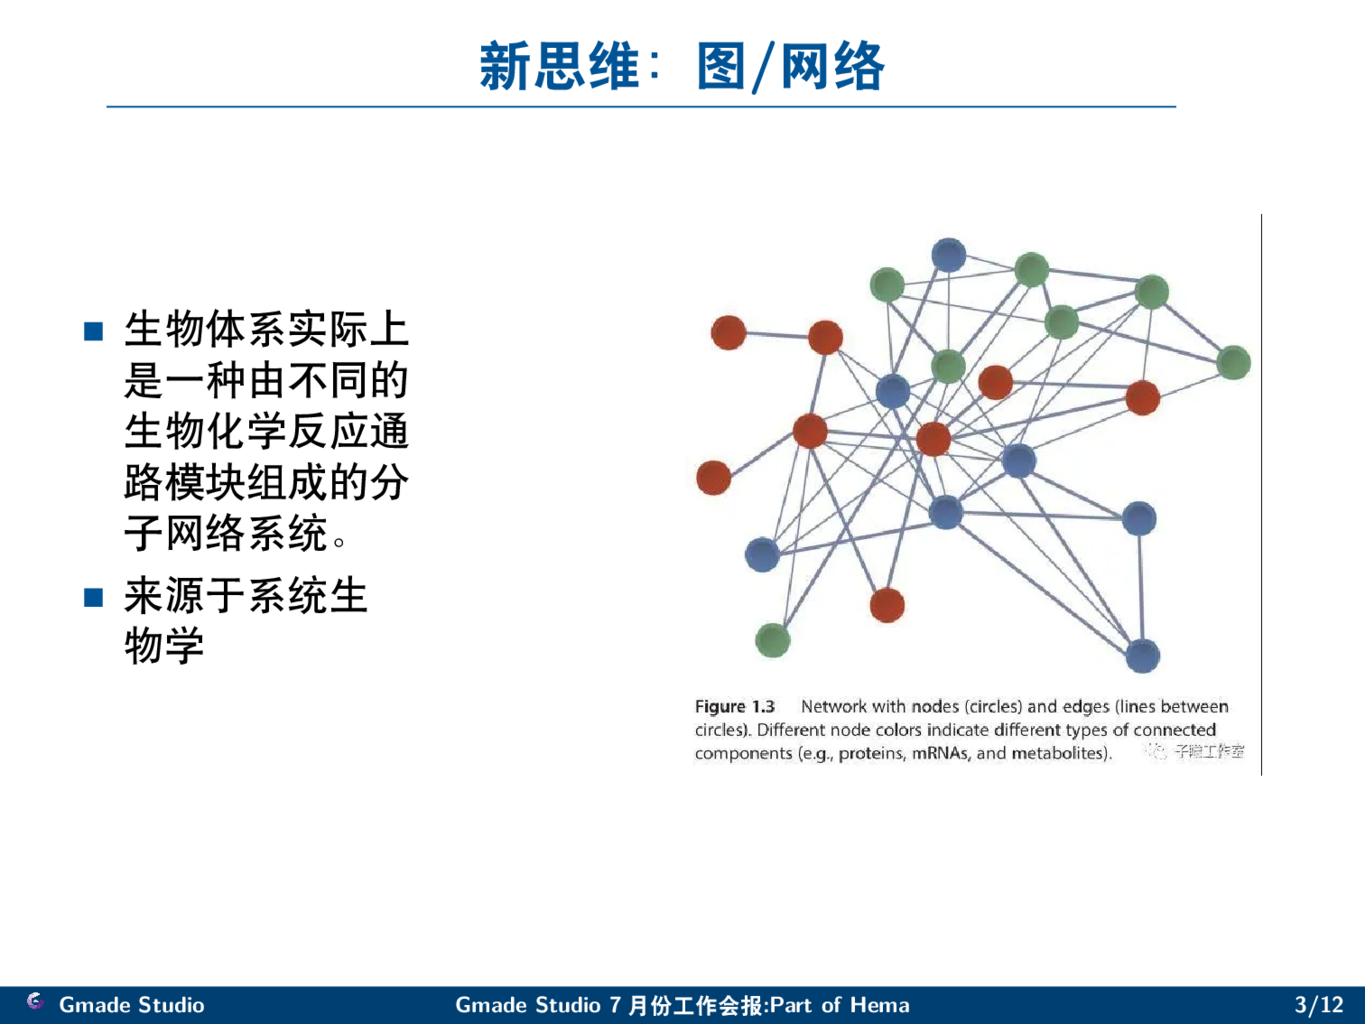 新思维：图/网络
生物体系实际上
是一种由不同的
生物化学反应通
路模块组成的分
子网络系统。
来源于系统生
物学
Figure 1.3 Network with nodes (circles) and edges (lines between
circles). Different node colors indicate different types of connected
components (e.g., proteins, mRNAs, and metabolites).
子瞻工作室
Gmade Studio
Gmade Studio 7 月份工作会报:Part of Hema
3/12